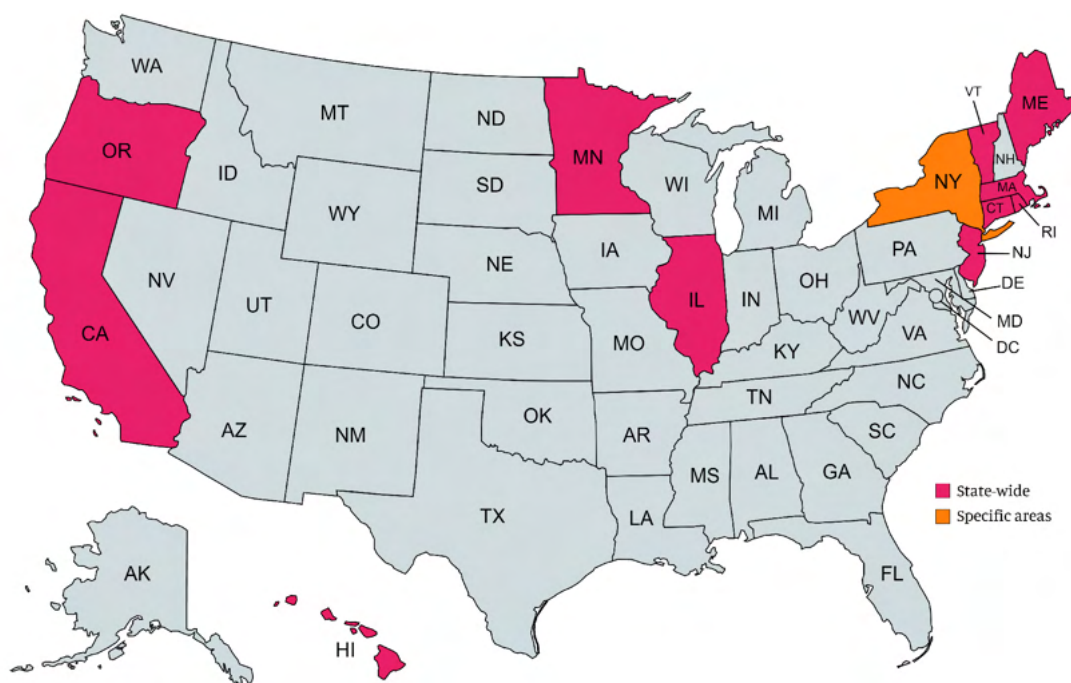 WA
MT
ND
MN
VT
ME
OR
ID
SD
WI
NH
NY
MA
WY
MI
CT
RI
IA
PA
NJ
NV
NE
OH
DE
UT
IL
IN
MD
CA
CO
WV
KS
MO
VA
DC
KY
NC
TN
AZ
NM
OK
AR
SC
MS
AL
GA
State-wide
TX
LA
Specific areas
AK
FL
HI